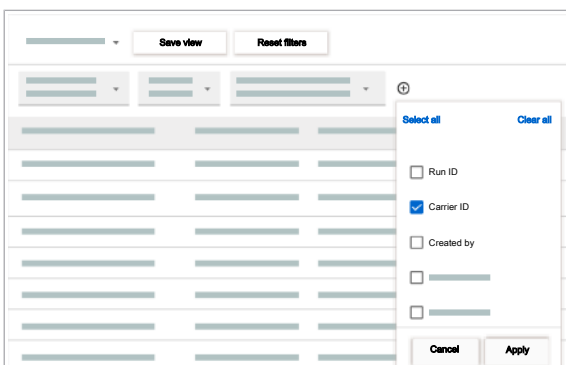 Save view Reset filters
Select all Clear all
Run ID
Carrier ID
Created by
Cancel Apply